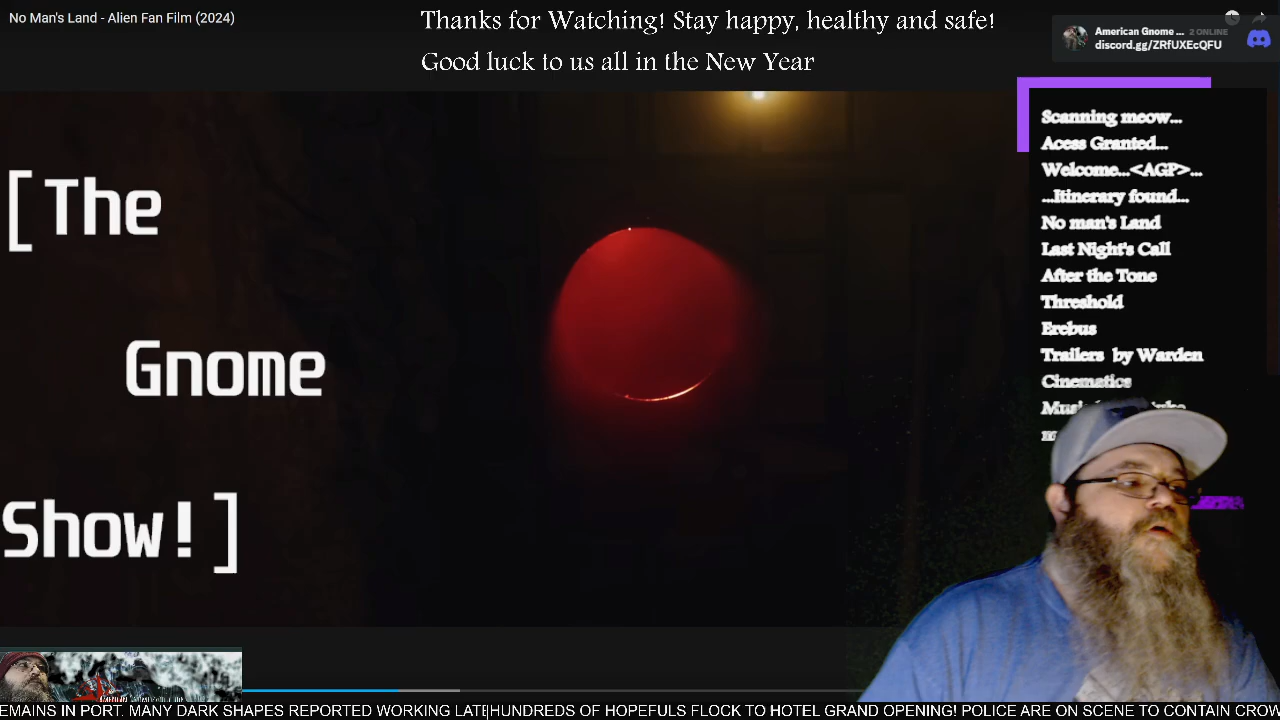 No Man's Land - Alien Fan Film (2024)
Thanks for Watching! Stay happy, healthy and safe!
Good luck to us all in the New Year
American Gnome ... 2 ONLINE
discord.gg/ZRfUXEcQFU
[The
Gnome
Show!]
Scanning meow...
Acess Granted...
Welcome...<AGP>...
...Itinerary found...
No man's Land
Last Night's Call
After the Tone
Threshold
Erebus
Trailers by Warden
Cinematics
EMAINS IN PORT. MANY DARK SHAPES REPORTED WORKING LATE|HUNDREDS OF HOPEFULS FLOCK TO HOTEL GRAND OPENING! POLICE ARE ON SCENE TO CONTAIN CROW